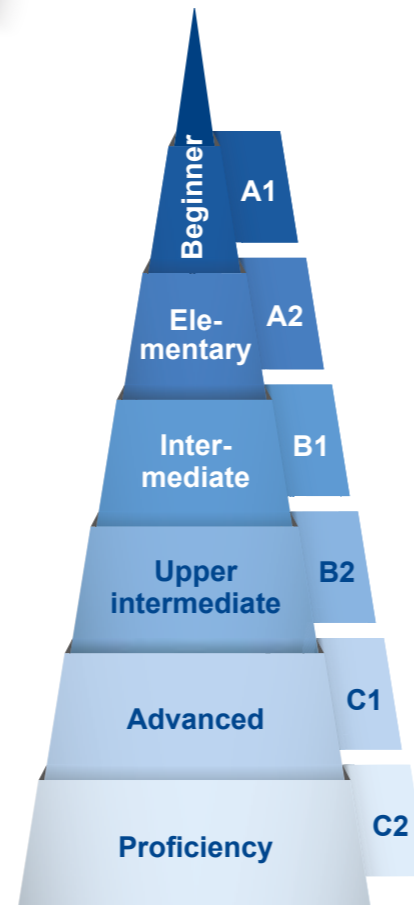 Beginner
A1
Ele-
mentary
A2
Inter-
mediate
B1
Upper
intermediate
B2
Advanced
C1
Proficiency
C2